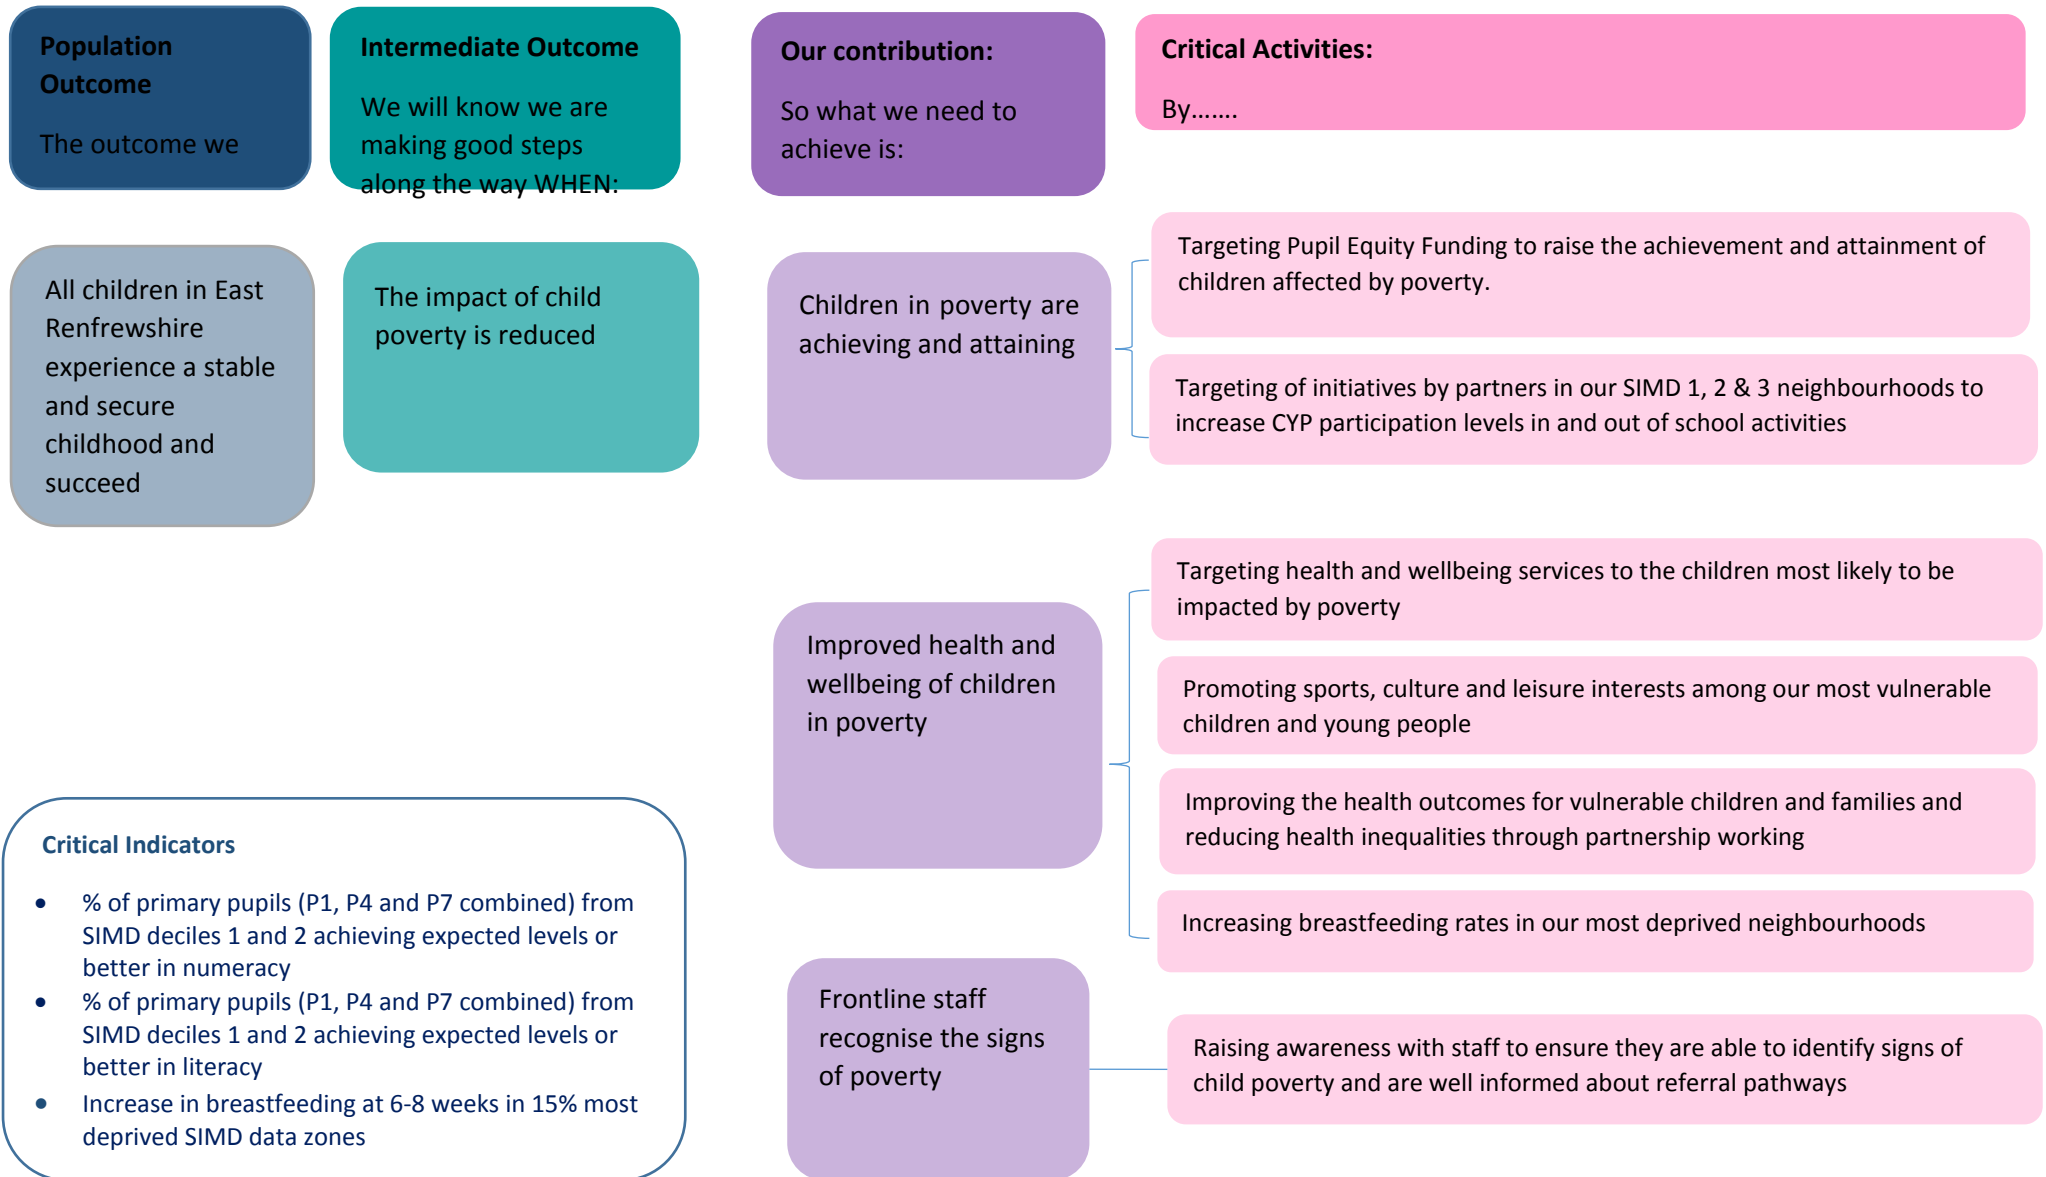 Population
Outcome
The outcome we
Intermediate Outcome
We will know we are
making good steps
along the way WHEN:
Our contribution:
So what we need to
achieve is:
Critical Activities:
By.......
All children in East
Renfrewshire
experience a stable
and secure
childhood and
succeed
The impact of child
poverty is reduced
Children in poverty are
achieving and attaining
Targeting Pupil Equity Funding to raise the achievement and attainment of
children affected by poverty.
Targeting of initiatives by partners in our SIMD 1, 2 & 3 neighbourhoods to
increase CYP participation levels in and out of school activities
Improved health and
wellbeing of children
in poverty
Targeting health and wellbeing services to the children most likely to be
impacted by poverty
Promoting sports, culture and leisure interests among our most vulnerable
children and young people
Improving the health outcomes for vulnerable children and families and
reducing health inequalities through partnership working
Increasing breastfeeding rates in our most deprived neighbourhoods
Frontline staff
recognise the signs
of poverty
Raising awareness with staff to ensure they are able to identify signs of
child poverty and are well informed about referral pathways
Critical Indicators
• % of primary pupils (P1, P4 and P7 combined) from
SIMD deciles 1 and 2 achieving expected levels or
better in numeracy
• % of primary pupils (P1, P4 and P7 combined) from
SIMD deciles 1 and 2 achieving expected levels or
better in literacy
• Increase in breastfeeding at 6-8 weeks in 15% most
deprived SIMD data zones